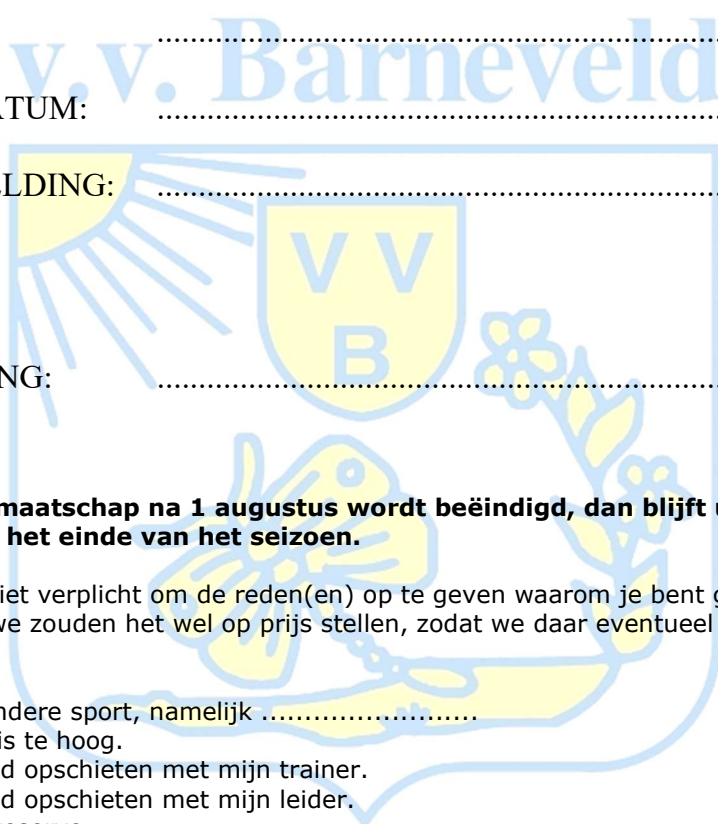 v.v. Barneveld
..............................................................
ATUM: ..............................................................
ELDING: ..............................................................
V V
B
NG: ..............................................................
maatschap na 1 augustus wordt beëindigd, dan blijft u
het einde van het seizoen.
iet verplicht om de reden(en) op te geven waarom je bent g
we zouden het wel op prijs stellen, zodat we daar eventueel
ndere sport, namelijk .........................
is te hoog.
d opschieten met mijn trainer.
d opschieten met mijn leider.